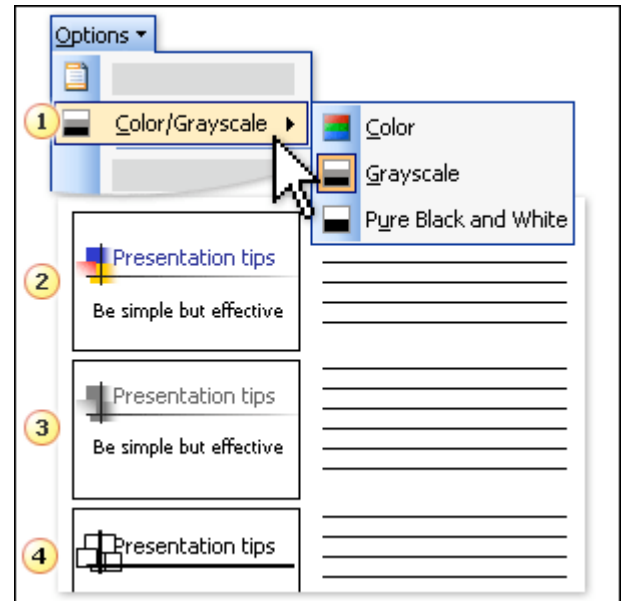 Options
1
Color/Grayscale
Color
Grayscale
Pure Black and White
2
Presentation tips
Be simple but effective
3
Presentation tips
Be simple but effective
4
Presentation tips